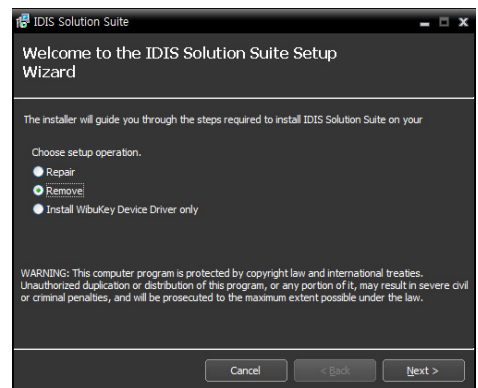 IDIS Solution Suite
Welcome to the IDIS Solution Suite Setup
Wizard
The installer will guide you through the steps required to install IDIS Solution Suite on your
Choose setup operation.
Repair
Remove
Install WibuKey Device Driver only
WARNING: This computer program is protected by copyright law and international treaties.
Unauthorized duplication or distribution of this program, or any portion of it, may result in severe civil
or criminal penalties, and will be prosecuted to the maximum extent possible under the law.
Cancel
< Back
Next >